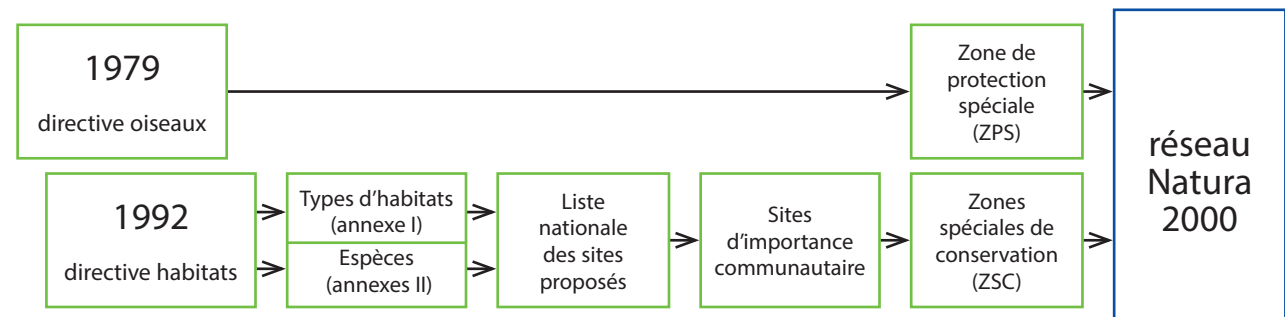 1979
directive oiseaux
Zone de
protection
spéciale
(ZPS)
réseau
Natura
2000
1992
directive habitats
Types d'habitats
(annexe I)
Espèces
(annexes II)
Liste
nationale
des sites
proposés
Sites
d'importance
communautaire
Zones
spéciales de
conservation
(ZSC)